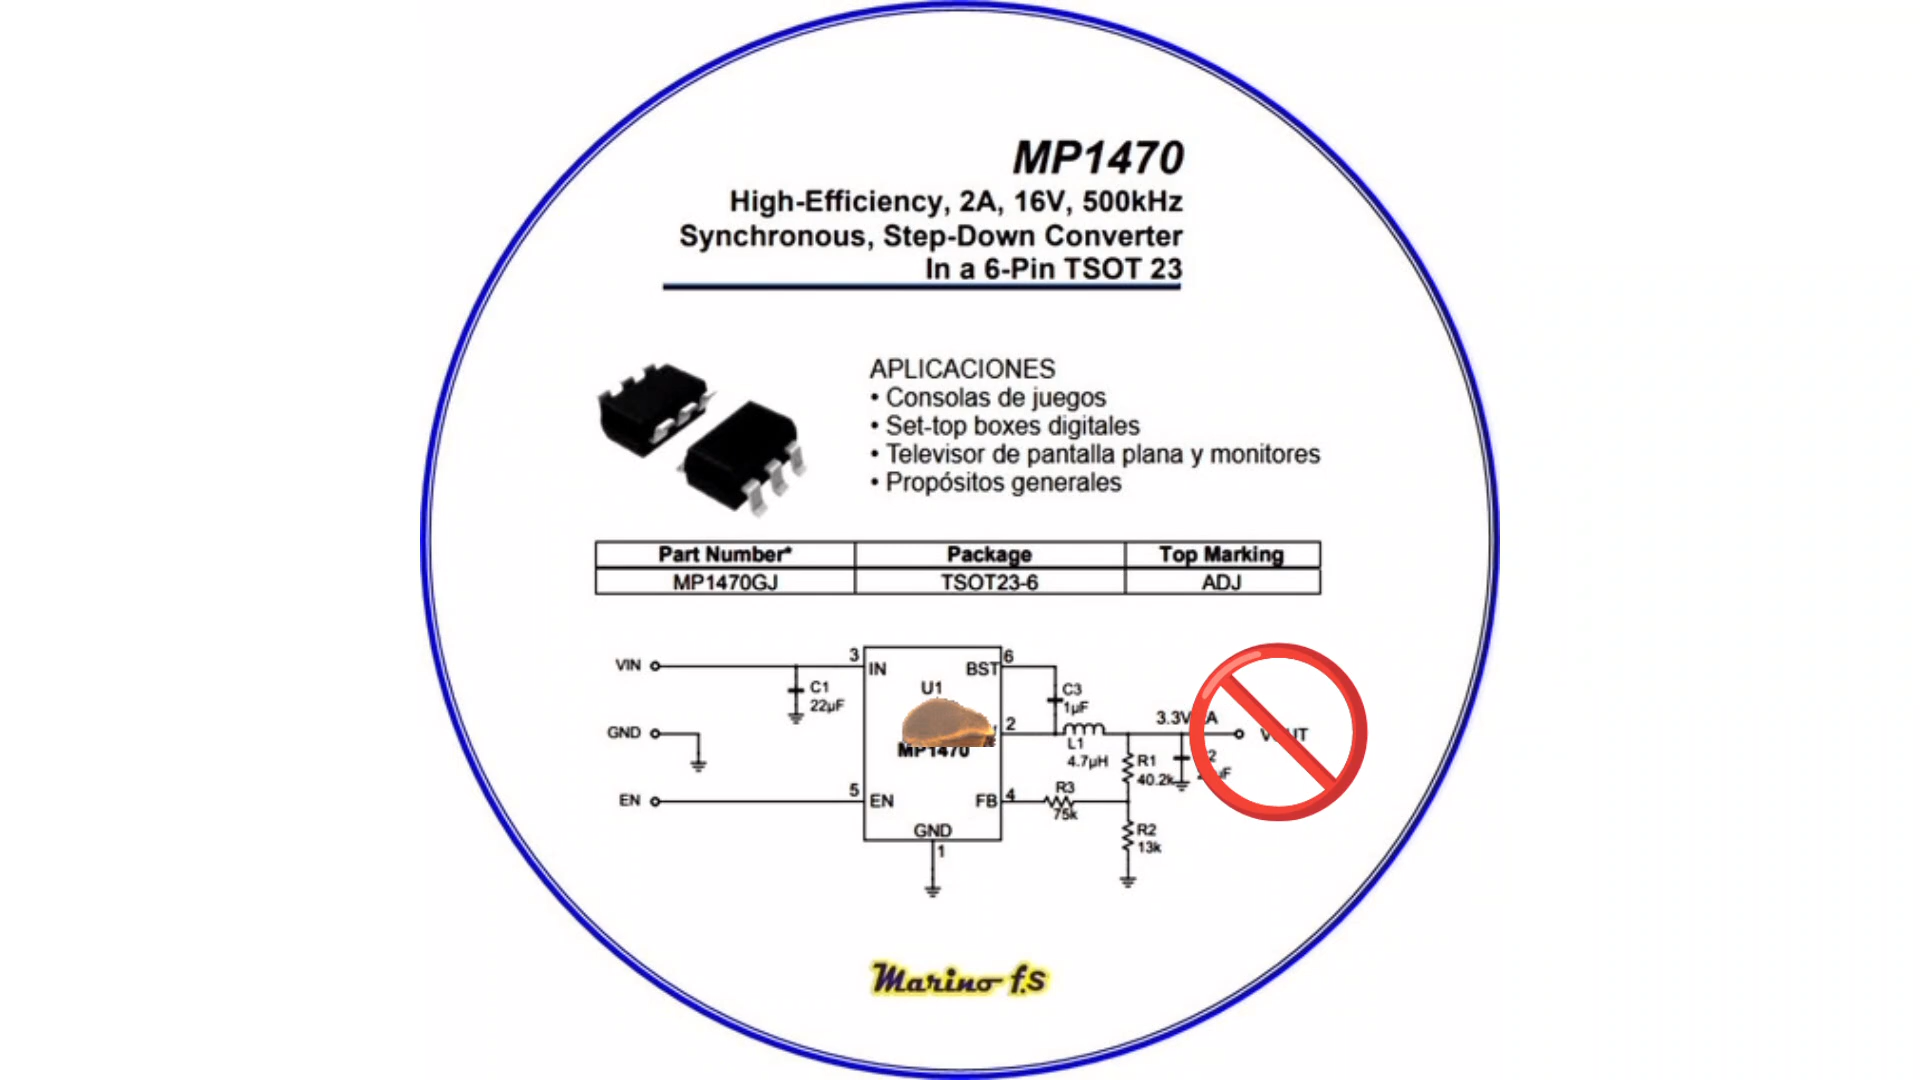 MP1470
High-Efficiency, 2A, 16V, 500kHz
Synchronous, Step-Down Converter
In a 6-Pin TSOT 23
APLICACIONES
• Consolas de juegos
• Set-top boxes digitales
• Televisor de pantalla plana y monitores
• Propósitos generales
Part Number* Package Top Marking
MP1470GJ TSOT23-6 ADJ
VIN 3 IN BST 6
U1
C1
22µF
C3
1µF
GND 2
3.3V
L1
4.7µH
MP1470
R1
40.2k
EN 5 EN FB 4
R3
75k
GND
1
R2
13k
Marino f.s